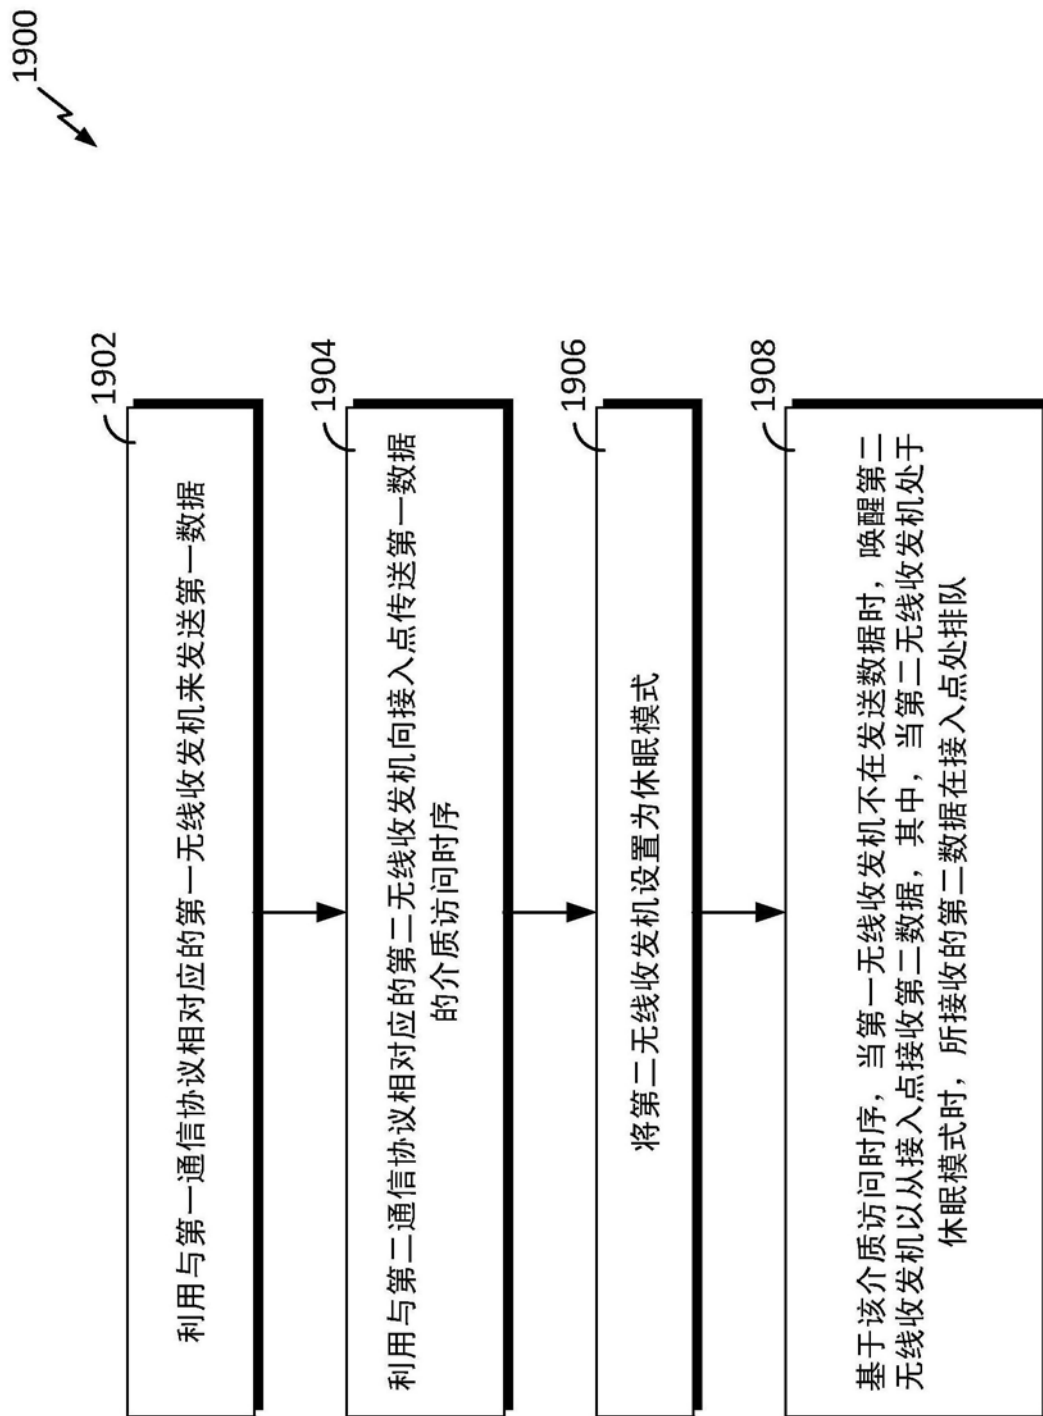 1900
1902
利用与第一通信协议相对应的第一无线收发机来发送第一数据
1904
利用与第二通信协议相对应的第二无线收发机向接入点传送第一数据
的介质访问时序
1906
将第二无线收发机设置为休眠模式
1908
基于该介质访问时序，当第一无线收发机不在发送数据时，唤醒第二
无线收发机以从接入点接收第二数据，其中，当第二无线收发机处于
休眠模式时，所接收的第二数据在接入点处排队